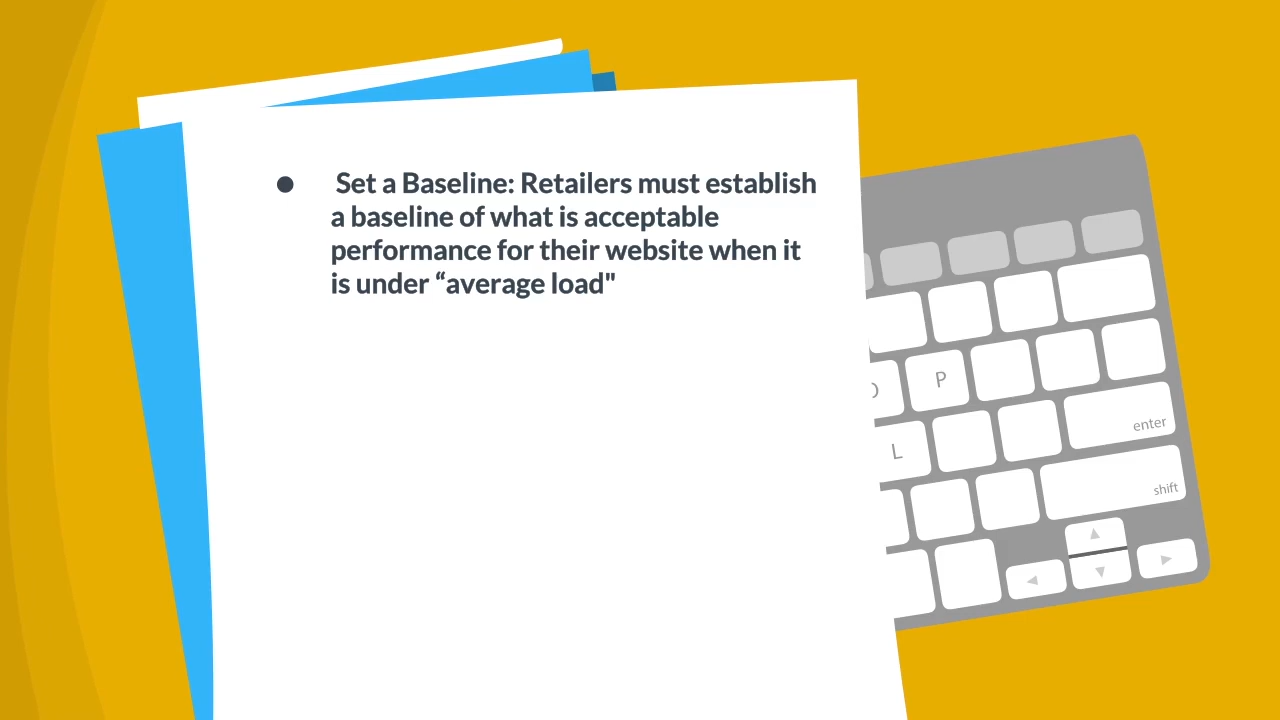 ● Set a Baseline: Retailers must establish
a baseline of what is acceptable
performance for their website when it
is under “average load"
P
L
enter
shift